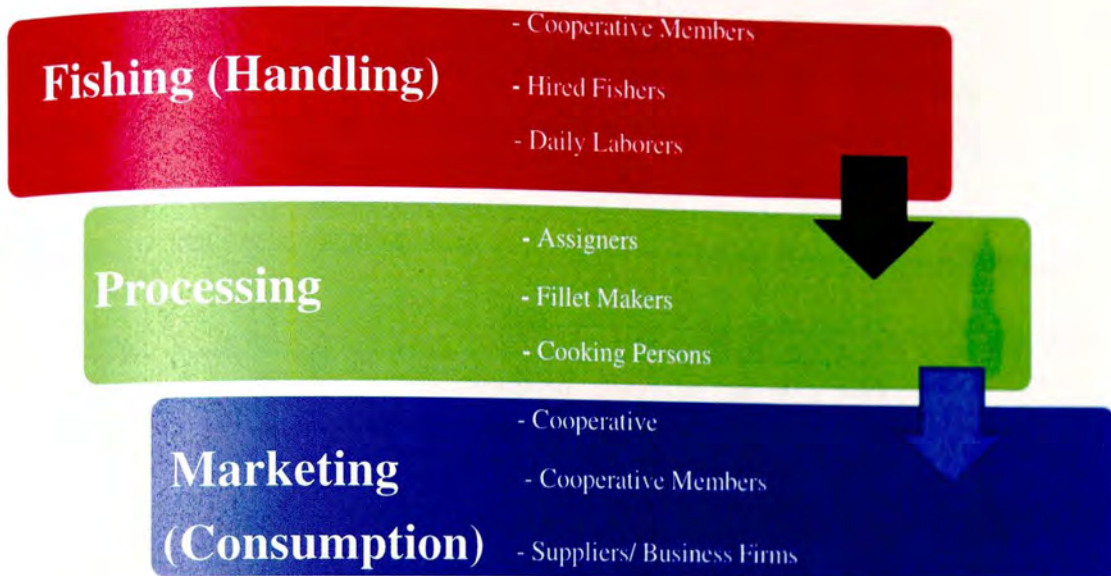 Fishing (Handling)
- Cooperative Members
- Hired Fishers
- Daily Laborers
Processing
- Assigners
- Fillet Makers
- Cooking Persons
Marketing
(Consumption)
- Cooperative
- Cooperative Members
- Suppliers/ Business Firms